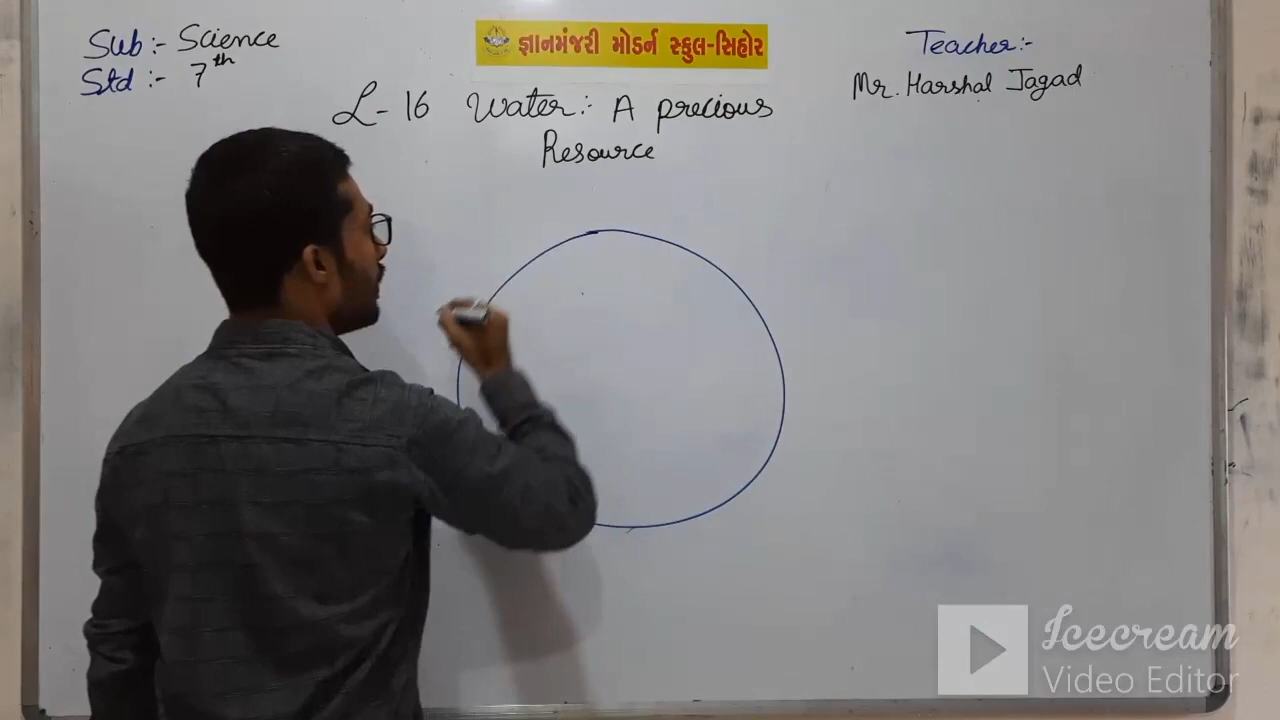 Sub:- Science
Std:- 7th
જ્ઞાનમંજરી મોડર્ન સ્કુલ-સિહોર
Teacher:-
Mr. Harshal Jagad
L-16 Water:- A precious
Resource
Icecream
Video Editor